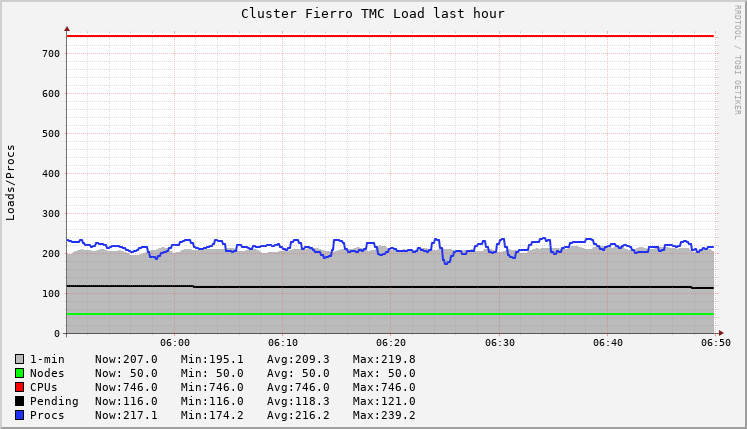 Cluster Fierro TMC Load last hour
RRDTOOL / TOBI OETIKER
Loads/Procs
700
600
500
400
300
200
100
0
06:00 06:10 06:20 06:30 06:40 06:50
1-min Now:207.0 Min:195.1 Avg:209.3 Max:219.8
Nodes Now: 50.0 Min: 50.0 Avg: 50.0 Max: 50.0
CPUs Now:746.0 Min:746.0 Avg:746.0 Max:746.0
Pending Now:116.0 Min:116.0 Avg:118.3 Max:121.0
Procs Now:217.1 Min:174.2 Avg:216.2 Max:239.2